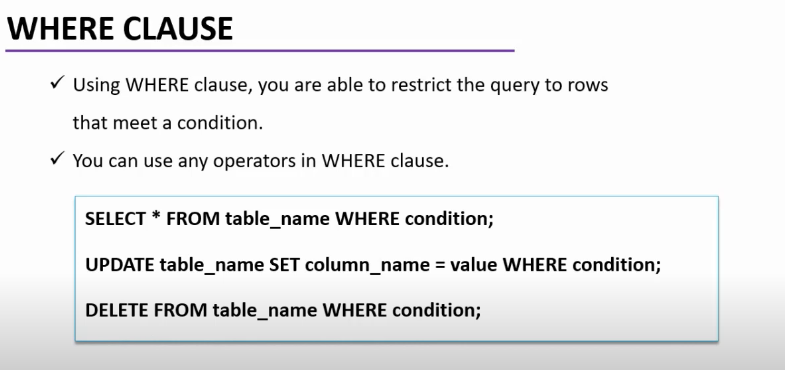 WHERE CLAUSE
✓ Using WHERE clause, you are able to restrict the query to rows
that meet a condition.
✓ You can use any operators in WHERE clause.
SELECT * FROM table_name WHERE condition;
UPDATE table_name SET column_name = value WHERE condition;
DELETE FROM table_name WHERE condition;